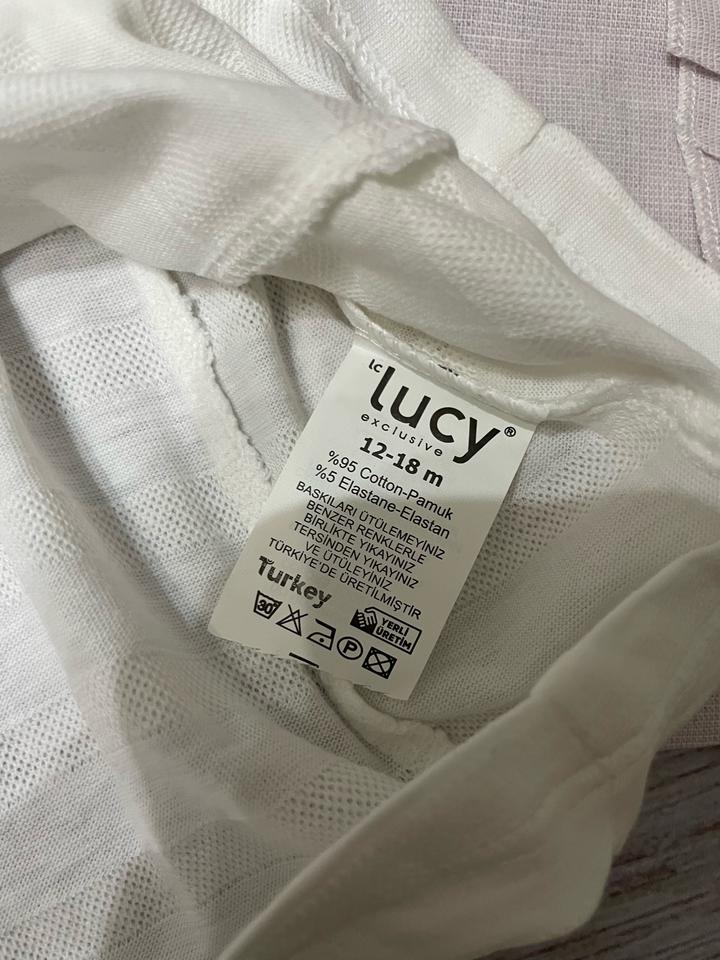 lc
lucy®
exclusive
12-18 m
%95 Cotton-Pamuk
%5 Elastane-Elastan
BASKILARI ÜTÜLEMEYİNİZ
BENZER RENKLERLE
BİRLİKTE YIKAYINIZ
TERSİNDEN YIKAYINIZ
VE ÜTÜLEYİNİZ
TÜRKİYE'DE ÜRETİLMİŞTİR
Turkey
30°
P
YERLİ
ÜRETİM